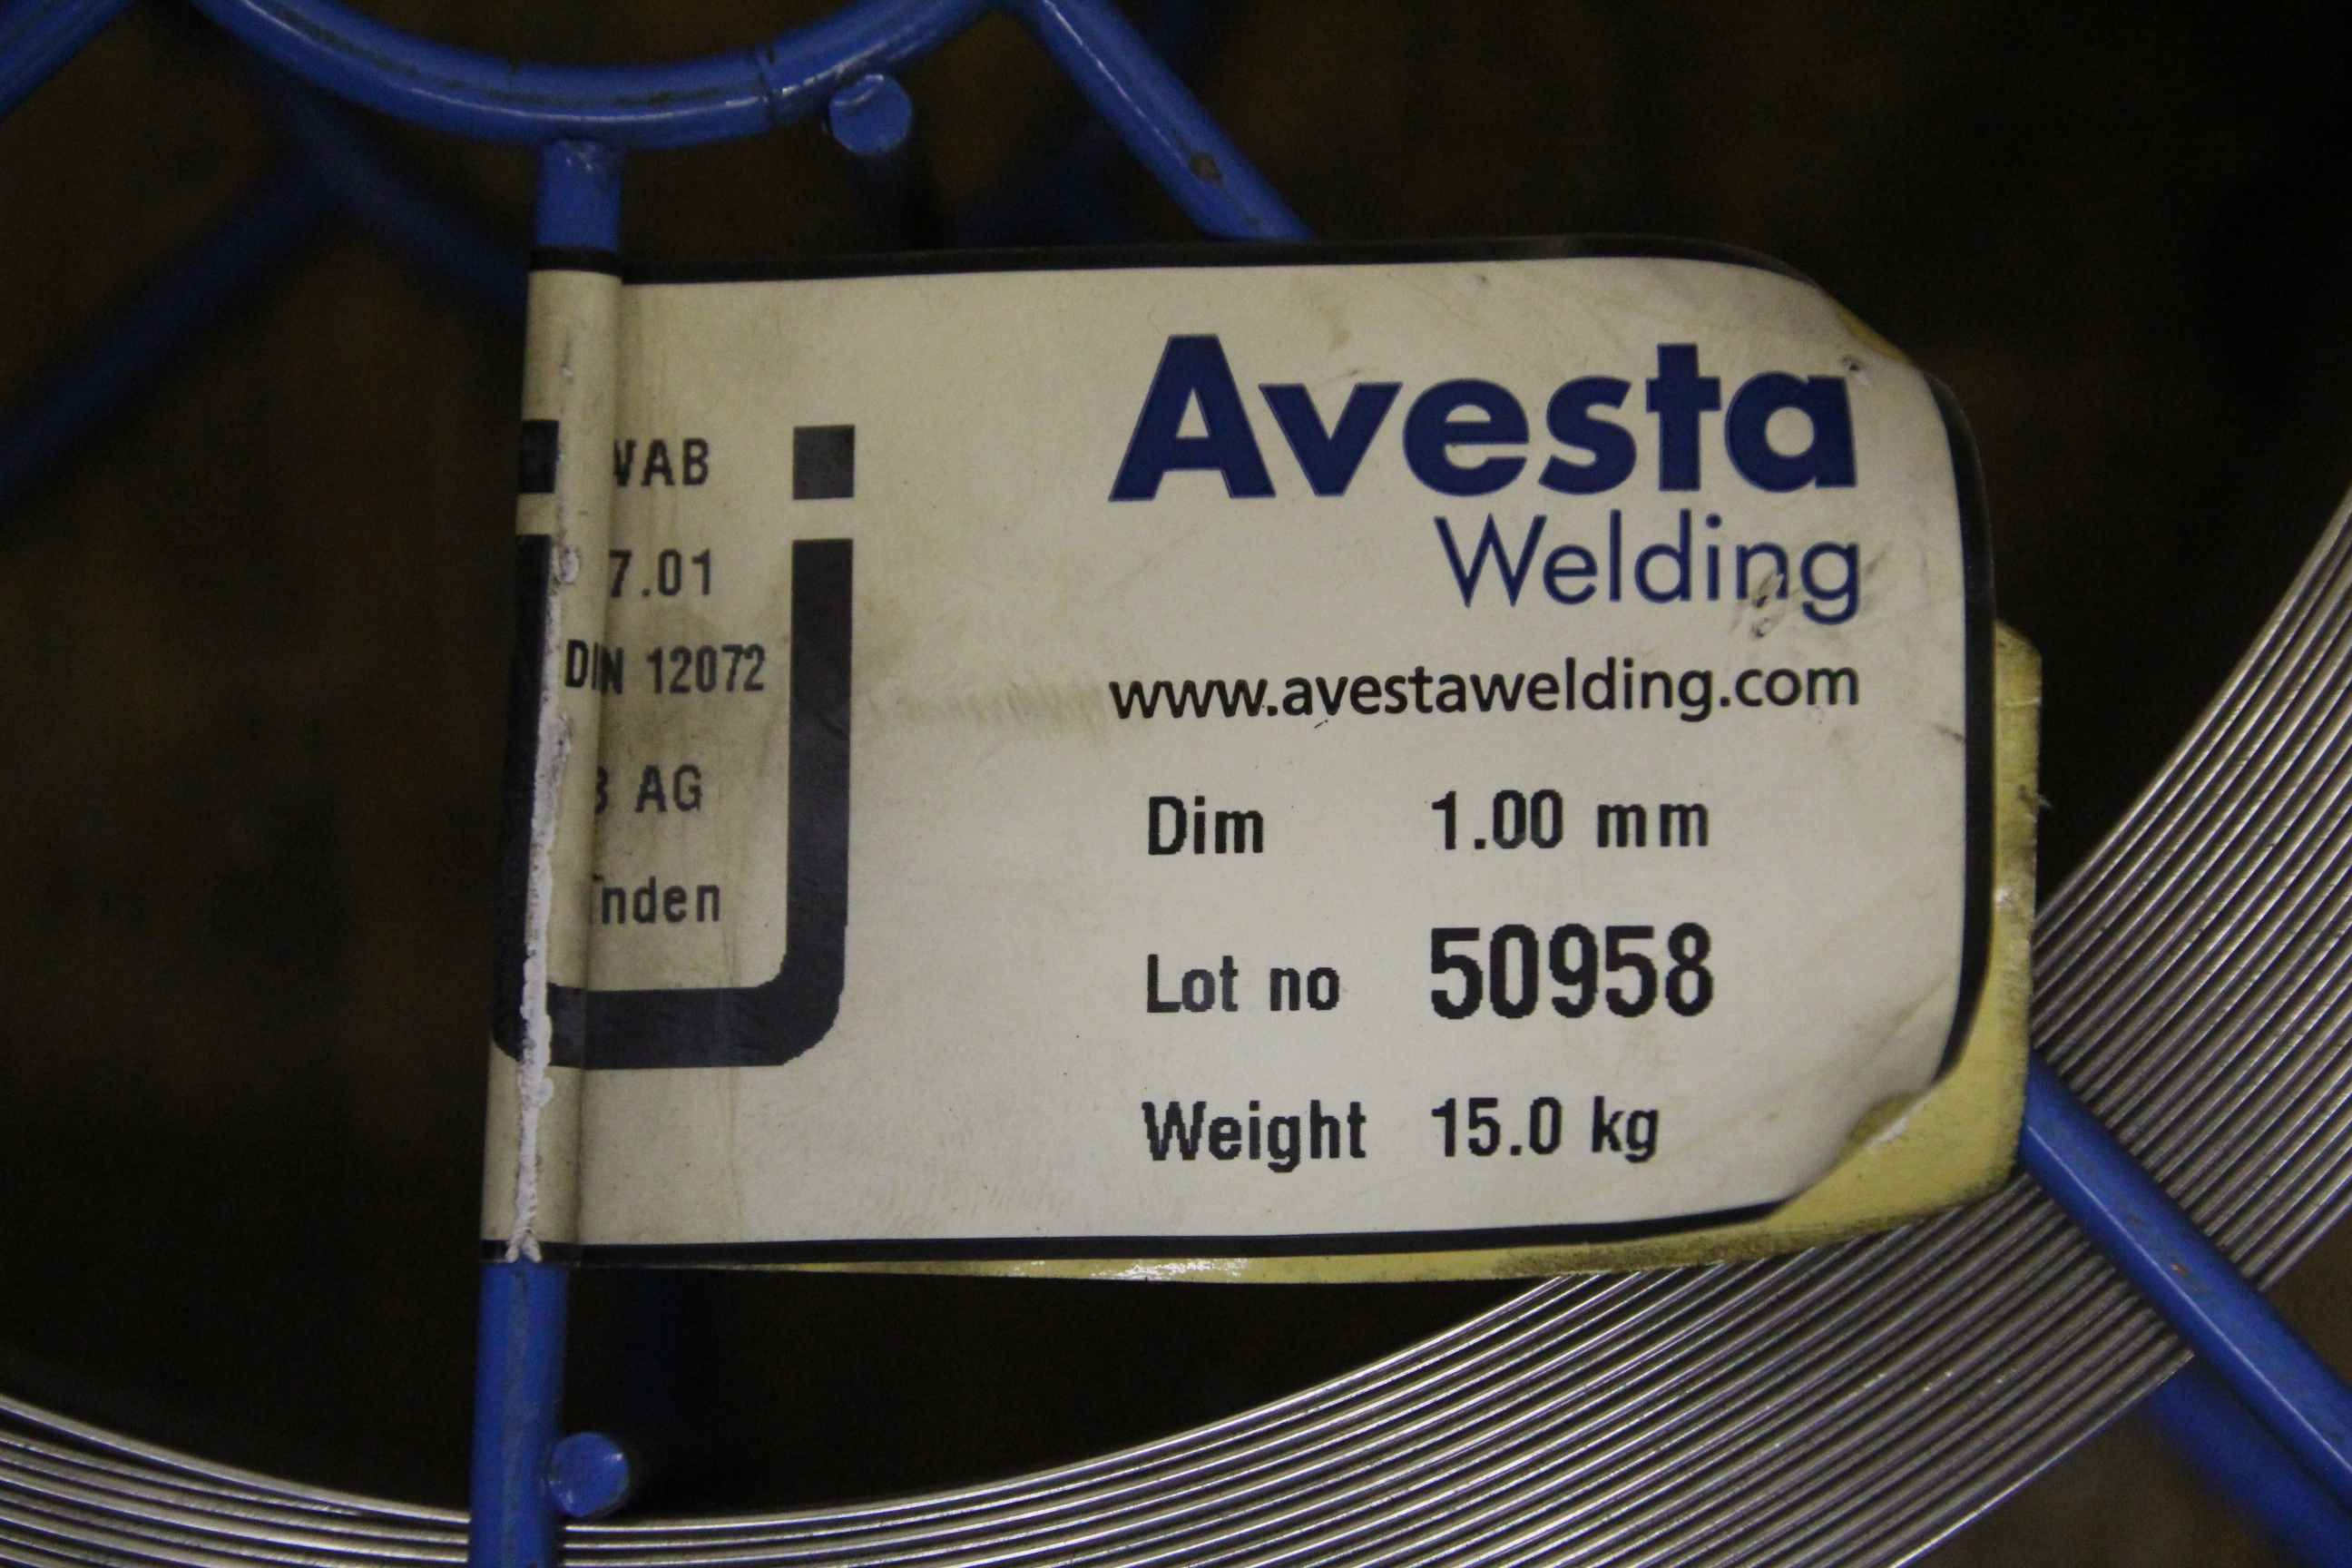 Avesta
Welding
www.avestawelding.com
Dim 1.00 mm
Lot no 50958
Weight 15.0 kg
VAB
7.01
DIN 12072
AG
nden